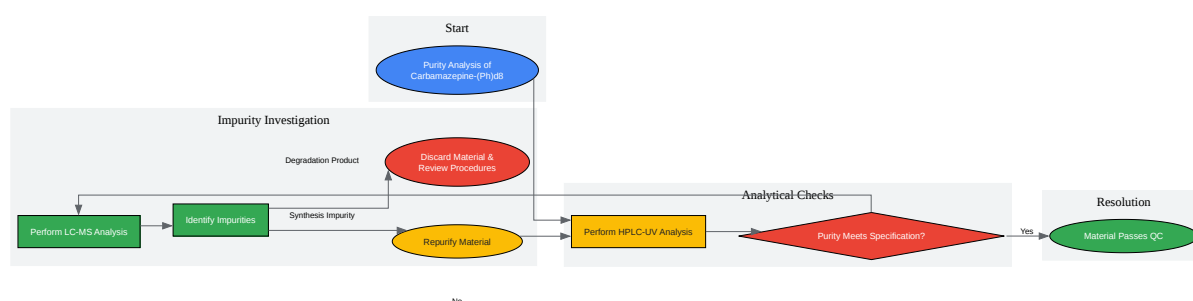 Start
Purity Analysis of
Carbamazepine-(Ph)d8
Impurity Investigation
Degradation Product
Discard Material &
Review Procedures
Analytical Checks
Resolution
Perform LC-MS Analysis
Identify Impurities
Synthesis Impurity
Repurify Material
Perform HPLC-UV Analysis
Purity Meets Specification?
Yes
Material Passes QC
No